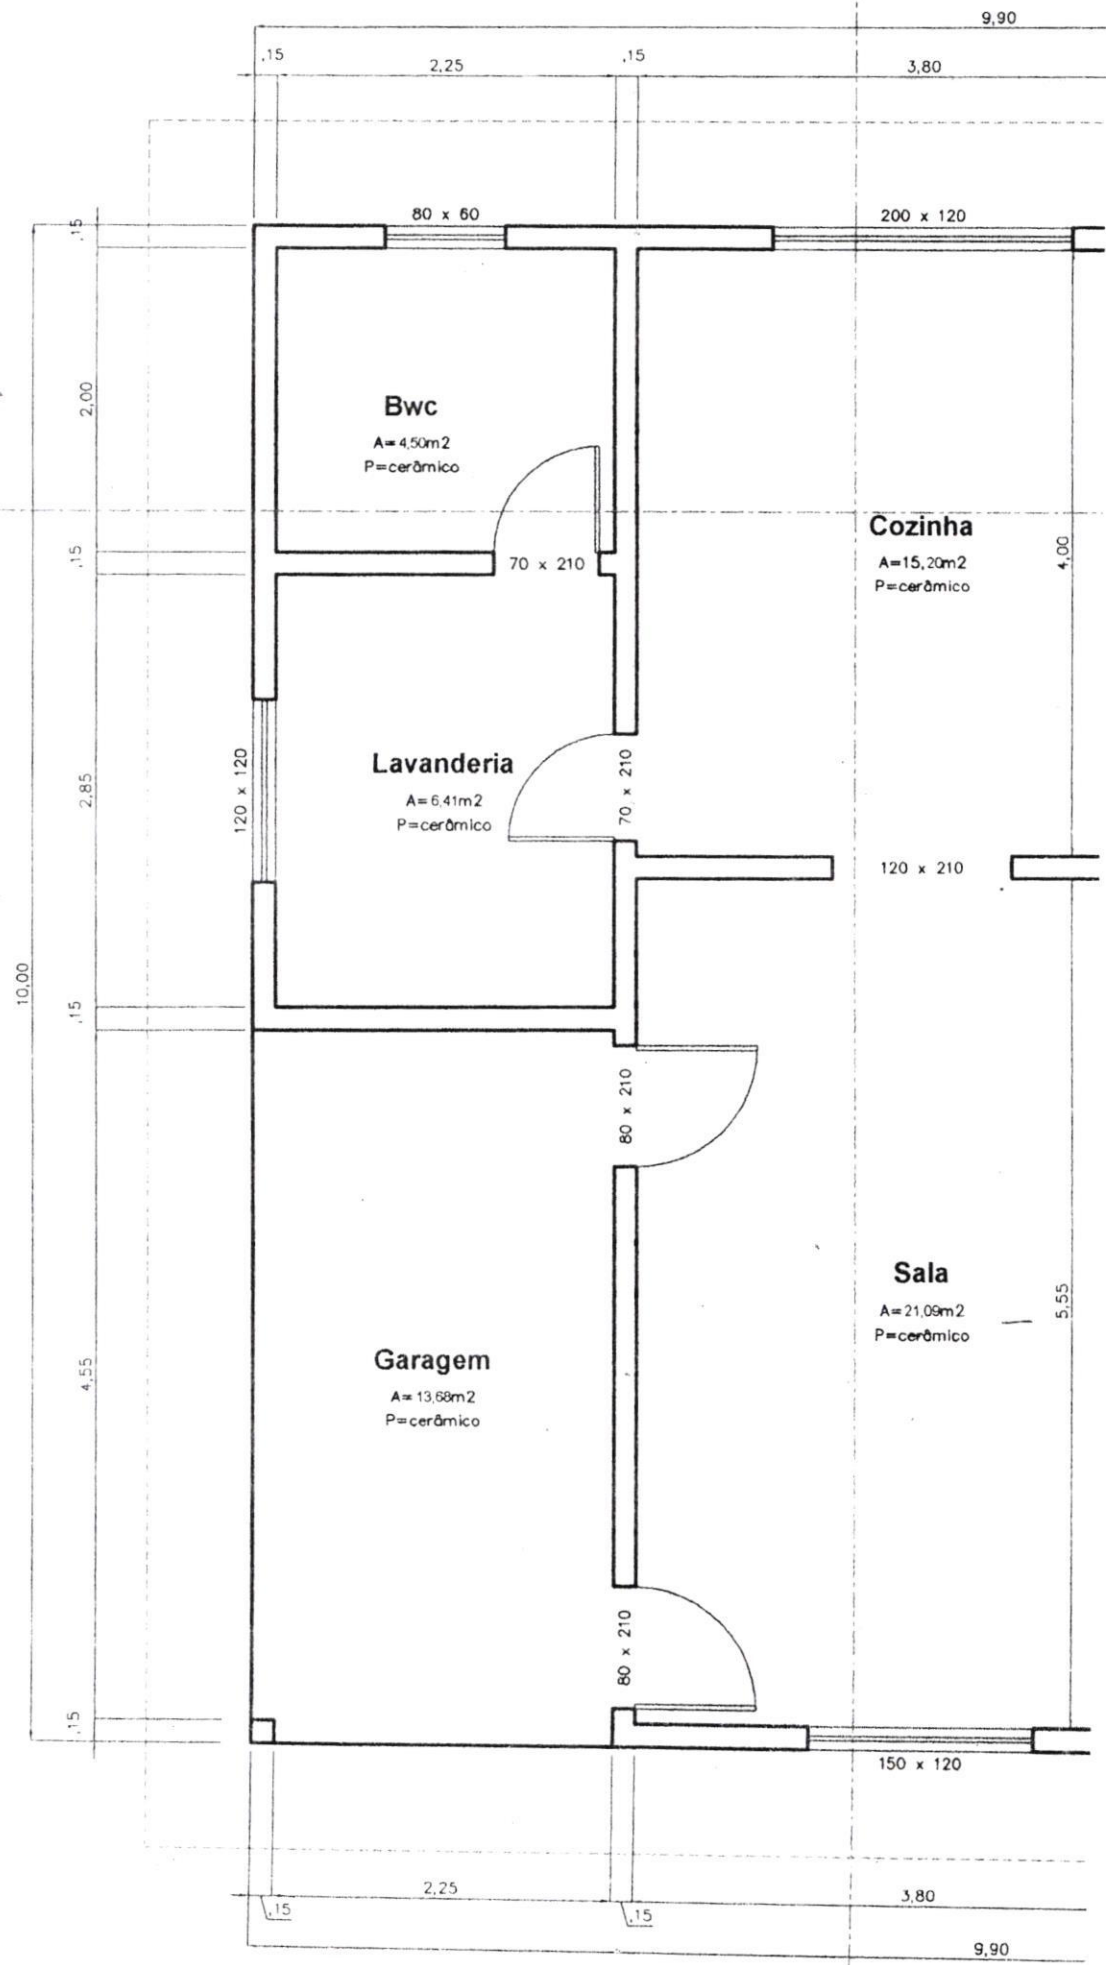 9,90
,15
2,25
,15
3,80
80 x 60
200 x 120
,15
2,00
Bwc
A=4,50m2
P=cerâmico
Cozinha
A=15,20m2
P=cerâmico
4,00
,15
70 x 210
Lavanderia
A=6,41m2
P=cerâmico
120 x 120
2,85
70 x 210
120 x 210
10,00
,15
80 x 210
Sala
A=21,09m2
P=cerâmico
5,55
Garagem
A=13,68m2
P=cerâmico
4,55
80 x 210
,15
150 x 120
2,25
3,80
,15
,15
9,90